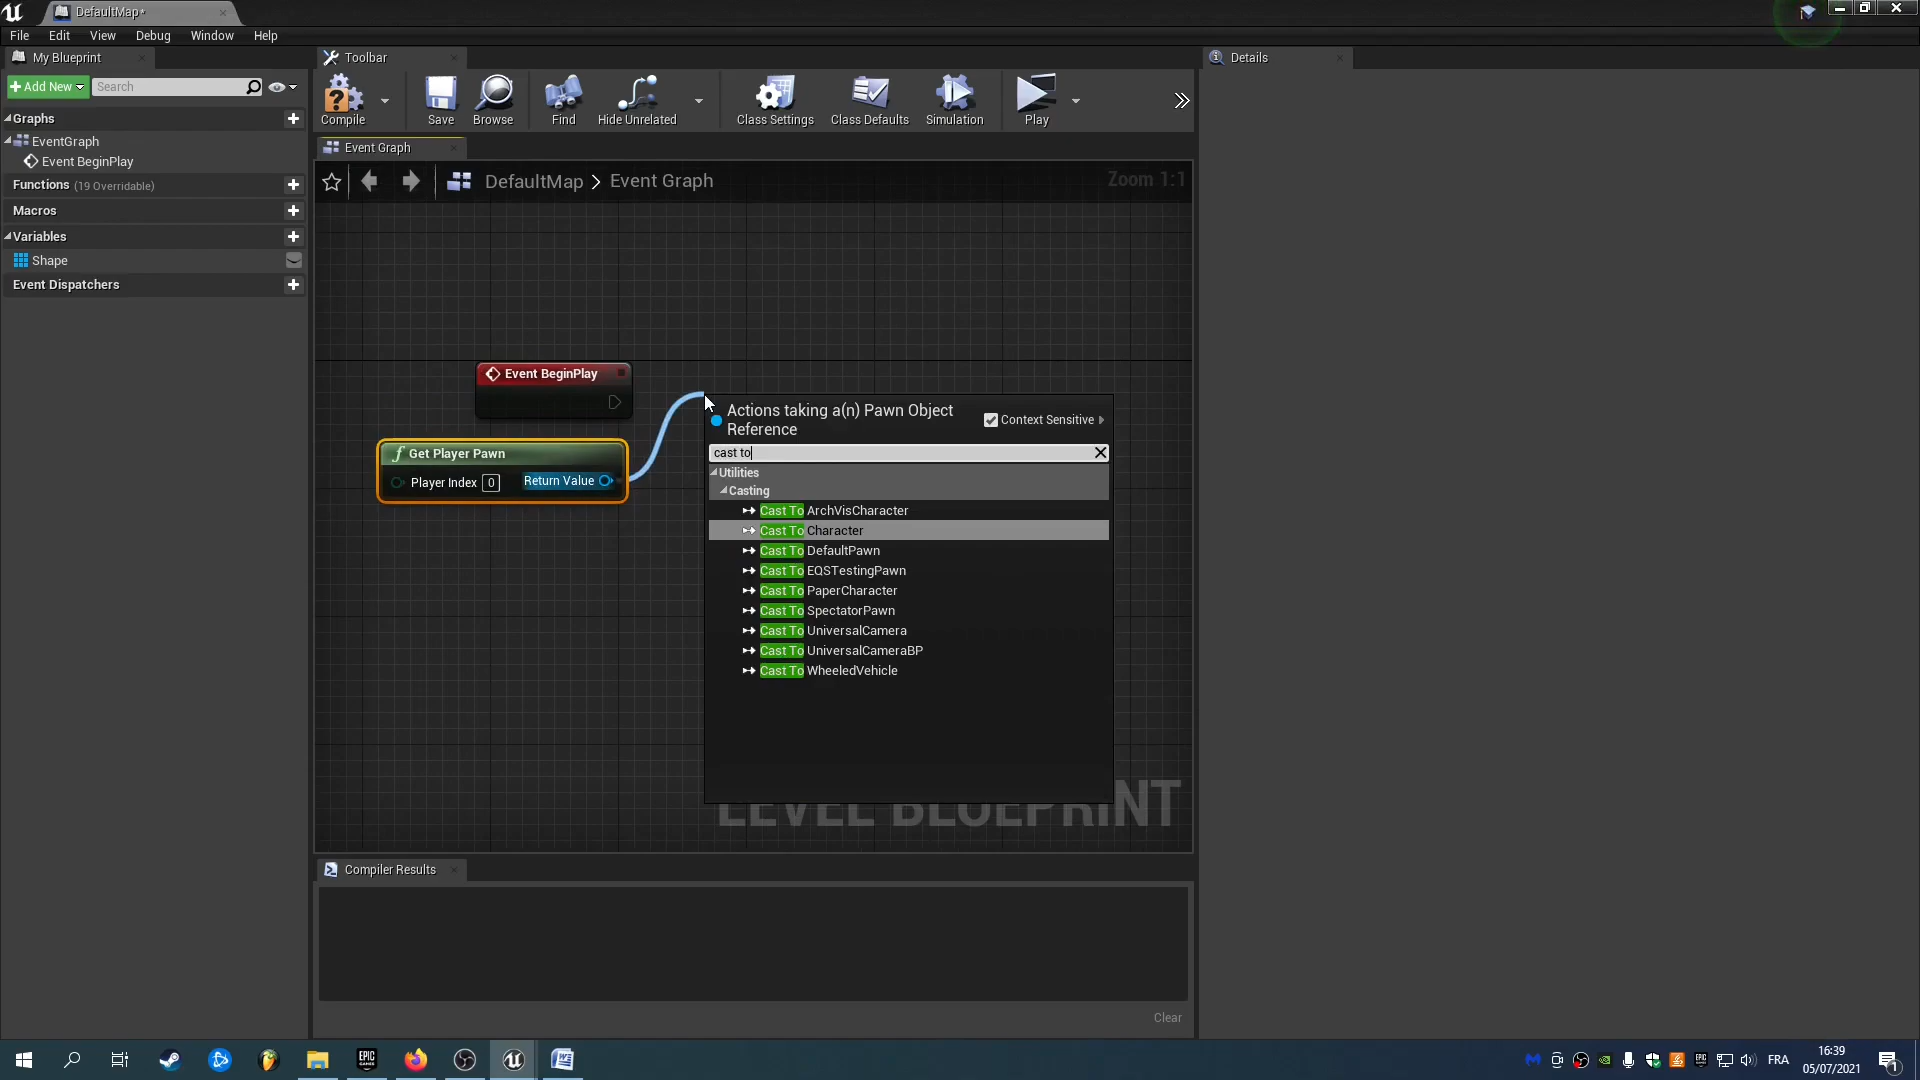 DefaultMap*
File Edit View Debug Window Help
My Blueprint
Toolbar
Details
Add New
Search
Compile
Save
Browse
Find
Hide Unrelated
Class Settings
Class Defaults
Simulation
Play
Graphs
EventGraph
Event BeginPlay
Functions (19 Overridable)
Macros
Variables
Shape
Event Dispatchers
Event Graph
DefaultMap > Event Graph
Zoom 1:1
Event BeginPlay
Get Player Pawn
Player Index 0
Return Value
Actions taking a(n) Pawn Object
Reference
Context Sensitive
cast to
Utilities
Casting
Cast To ArchVisCharacter
Cast To Character
Cast To DefaultPawn
Cast To EQSTestingPawn
Cast To PaperCharacter
Cast To SpectatorPawn
Cast To UniversalCamera
Cast To UniversalCameraBP
Cast To WheeledVehicle
LEVEL BLUEPRINT
Compiler Results
Clear
EPIC GAMES
FRA
16:39
05/07/2021
1